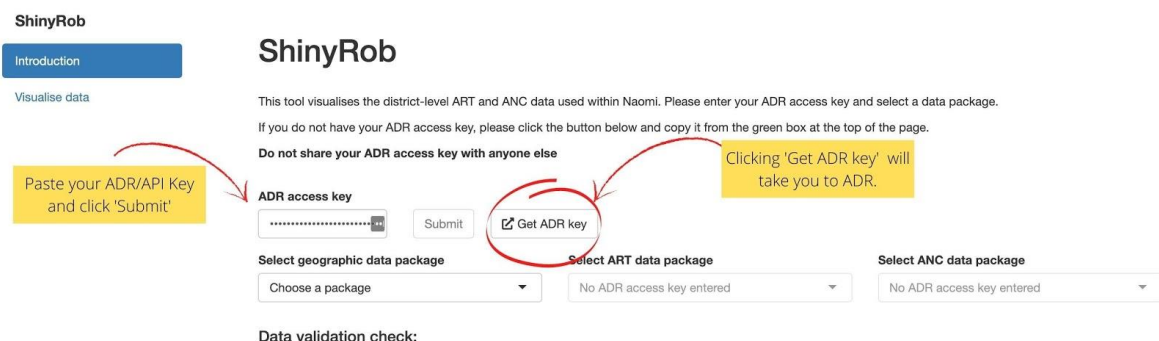 ShinyRob
Introduction
Visualise data
ShinyRob
This tool visualises the district-level ART and ANC data used within Naomi. Please enter your ADR access key and select a data package.
If you do not have your ADR access key, please click the button below and copy it from the green box at the top of the page.
Do not share your ADR access key with anyone else
Paste your ADR/API Key
and click 'Submit'
Clicking 'Get ADR key' will
take you to ADR.
ADR access key
Submit
Get ADR key
Select geographic data package
Select ART data package
Select ANC data package
Choose a package
No ADR access key entered
No ADR access key entered
Data validation check: